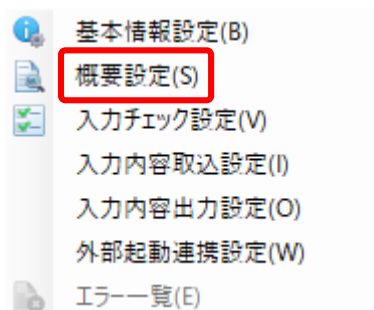 基本情報設定(B)
概要設定(S)
入力チェック設定(V)
入力内容取込設定(I)
入力内容出力設定(O)
外部起動連携設定(W)
エラー一覧(E)